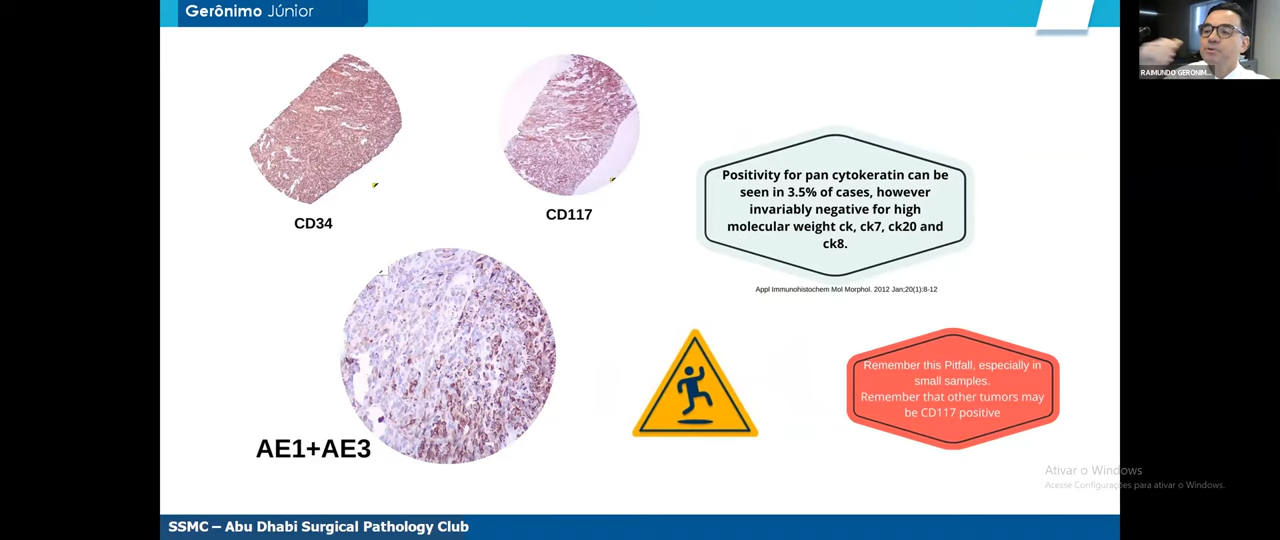 Gerônimo Júnior
RAIMUNDO GERONIM...
CD34
CD117
Positivity for pan cytokeratin can be
seen in 3.5% of cases, however
invariably negative for high
molecular weight ck, ck7, ck20 and
ck8.
Appl Immunohistochem Mol Morphol. 2012 Jan;20(1):8-12
AE1+AE3
Remember this Pitfall, especially in
small samples.
Remember that other tumors may
be CD117 positive
Ativar o Windows
Acesse Configurações para ativar o Windows.
SSMC – Abu Dhabi Surgical Pathology Club